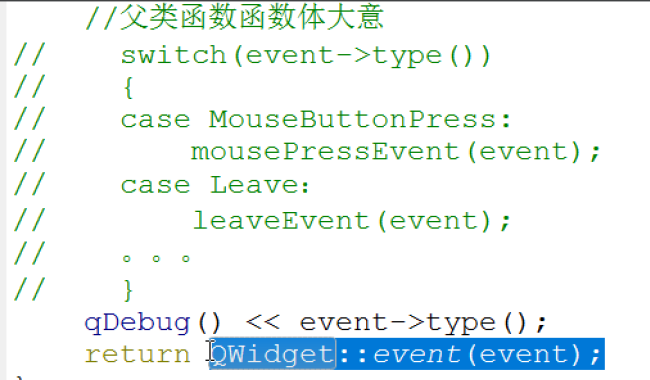 //父类函数函数体大意
// switch(event->type())
// {
// case MouseButtonPress:
// mousePressEvent(event);
// case Leave:
// leaveEvent(event);
// 。。。
// }
qDebug() << event->type();
return QWidget::event(event);